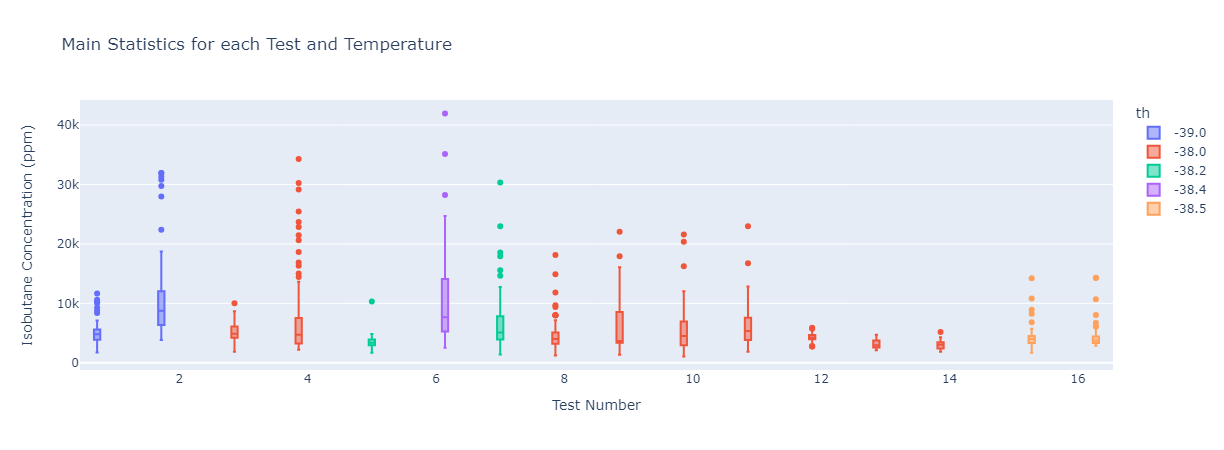 Main Statistics for each Test and Temperature
th
-39.0
-38.0
-38.2
-38.4
-38.5
Isobutane Concentration (ppm)
40k
30k
20k
10k
0
2 4 6 8 10 12 14 16
Test Number